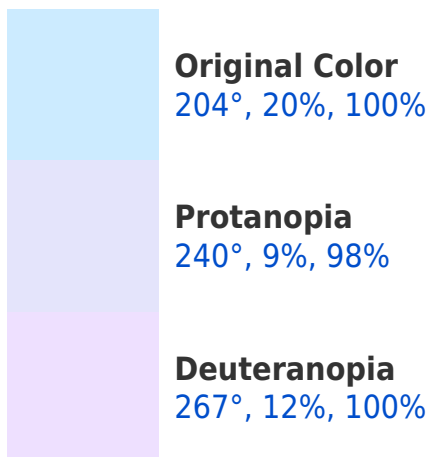 Original Color
204°, 20%, 100%
Protanopia
240°, 9%, 98%
Deuteranopia
267°, 12%, 100%